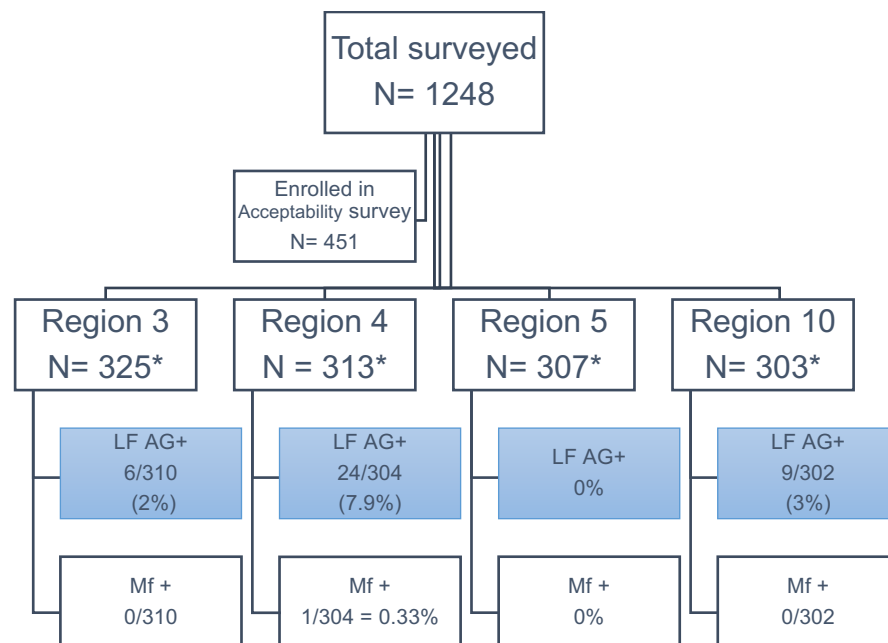 Total surveyed
N= 1248
Enrolled in
Acceptability survey
N= 451
Region 3
N= 325*
Region 4
N = 313*
Region 5
N= 307*
Region 10
N= 303*
LF AG+
6/310
(2%)
LF AG+
24/304
(7.9%)
LF AG+
0%
LF AG+
9/302
(3%)
Mf +
0/310
Mf +
1/304 = 0.33%
Mf +
0%
Mf +
0/302